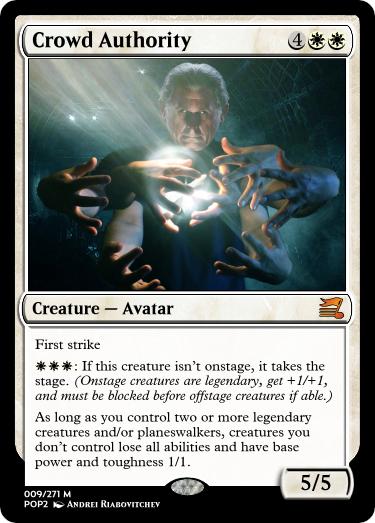 Crowd Authority 4
Creature — Avatar
First strike
: If this creature isn't onstage, it takes the
stage. (Onstage creatures are legendary, get +1/+1,
and must be blocked before offstage creatures if able.)
As long as you control two or more legendary
creatures and/or planeswalkers, creatures you
don't control lose all abilities and have base
power and toughness 1/1.
5/5
009/271 M
POP2 Andrei Riabovitchev